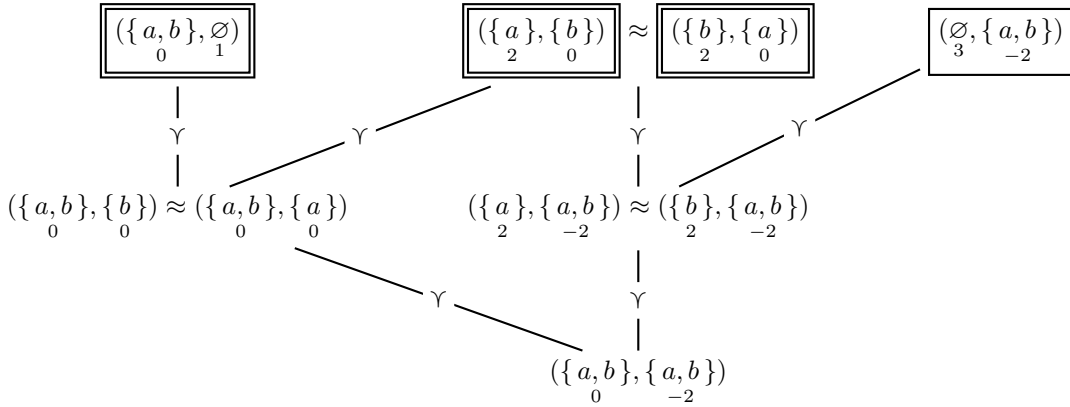 ({ a, b }, ∅) ({ a }, { b }) ≈ ({ b }, { a }) (∅, { a, b })
0 1 2 0 2 0 3 −2
⋎ ⋎ ⋎ ⋎
({ a, b }, { b }) ≈ ({ a, b }, { a }) ({ a }, { a, b }) ≈ ({ b }, { a, b })
0 0 0 0 2 −2 2 −2
⋎ ⋎
({ a, b }, { a, b })
0 −2